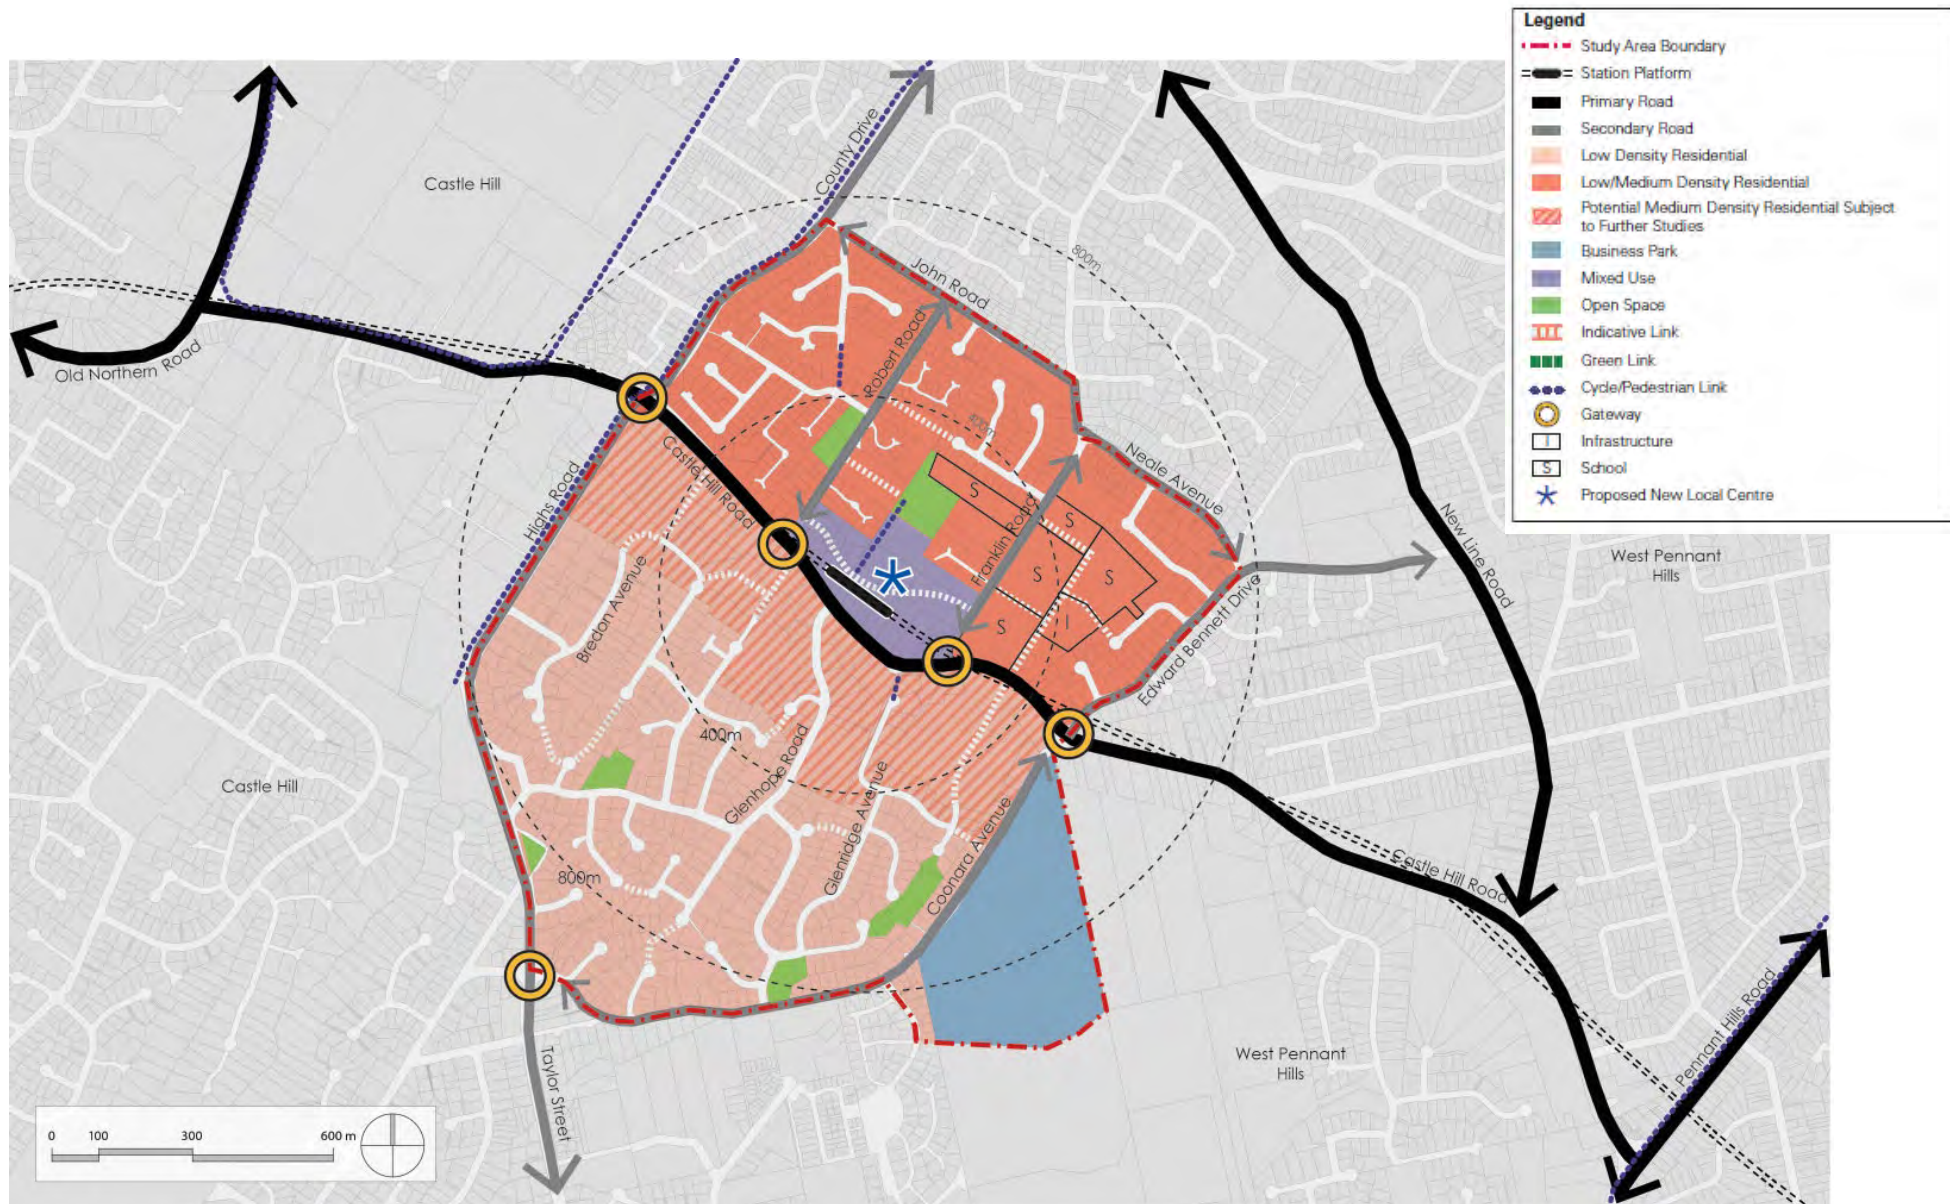 Legend
Study Area Boundary
Station Platform
Primary Road
Secondary Road
Low Density Residential
Low/Medium Density Residential
Potential Medium Density Residential Subject
to Further Studies
Business Park
Mixed Use
Open Space
Indicative Link
Green Link
Cycle/Pedestrian Link
Gateway
I
Infrastructure
S
School
Proposed New Local Centre
County Drive
Castle Hill
800m
John Road
Robert Road
Old Northern Road
400m
Castle Hill Road
Neale Avenue
Highs Road
S
S
Franklin Road
New Line Road
West Pennant
Hills
S
S
Bredon Avenue
S
I
Edward Bennett Drive
400m
Glenhope Road
Castle Hill
Glenridge Avenue
Coonara Avenue
800m
Castle Hill Road
Pennant Hills Road
West Pennant
Hills
Taylor Street
0 100 300 600 m